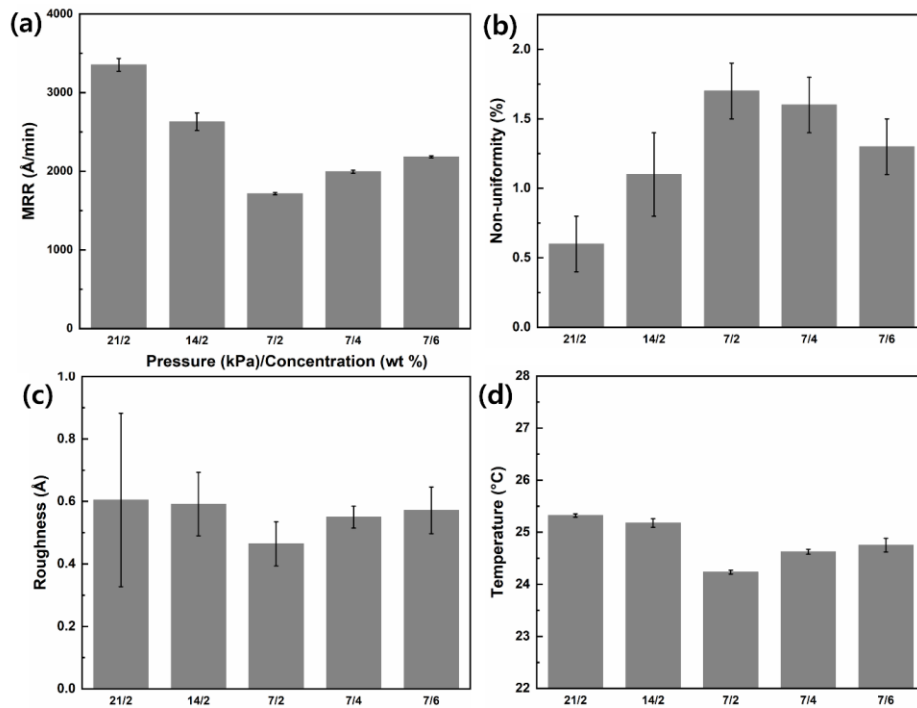 (a)
4000
3000
2000
1000
0
MRR (Å/min)
21/2 14/2 7/2 7/4 7/6
Pressure (kPa)/Concentration (wt %)
(b)
2.0
1.5
1.0
0.5
0.0
Non-uniformity (%)
21/2 14/2 7/2 7/4 7/6
(c)
1.0
0.8
0.6
0.4
0.2
0.0
Roughness (Å)
21/2 14/2 7/2 7/4 7/6
(d)
28
27
26
25
24
23
22
Temperature (°C)
21/2 14/2 7/2 7/4 7/6